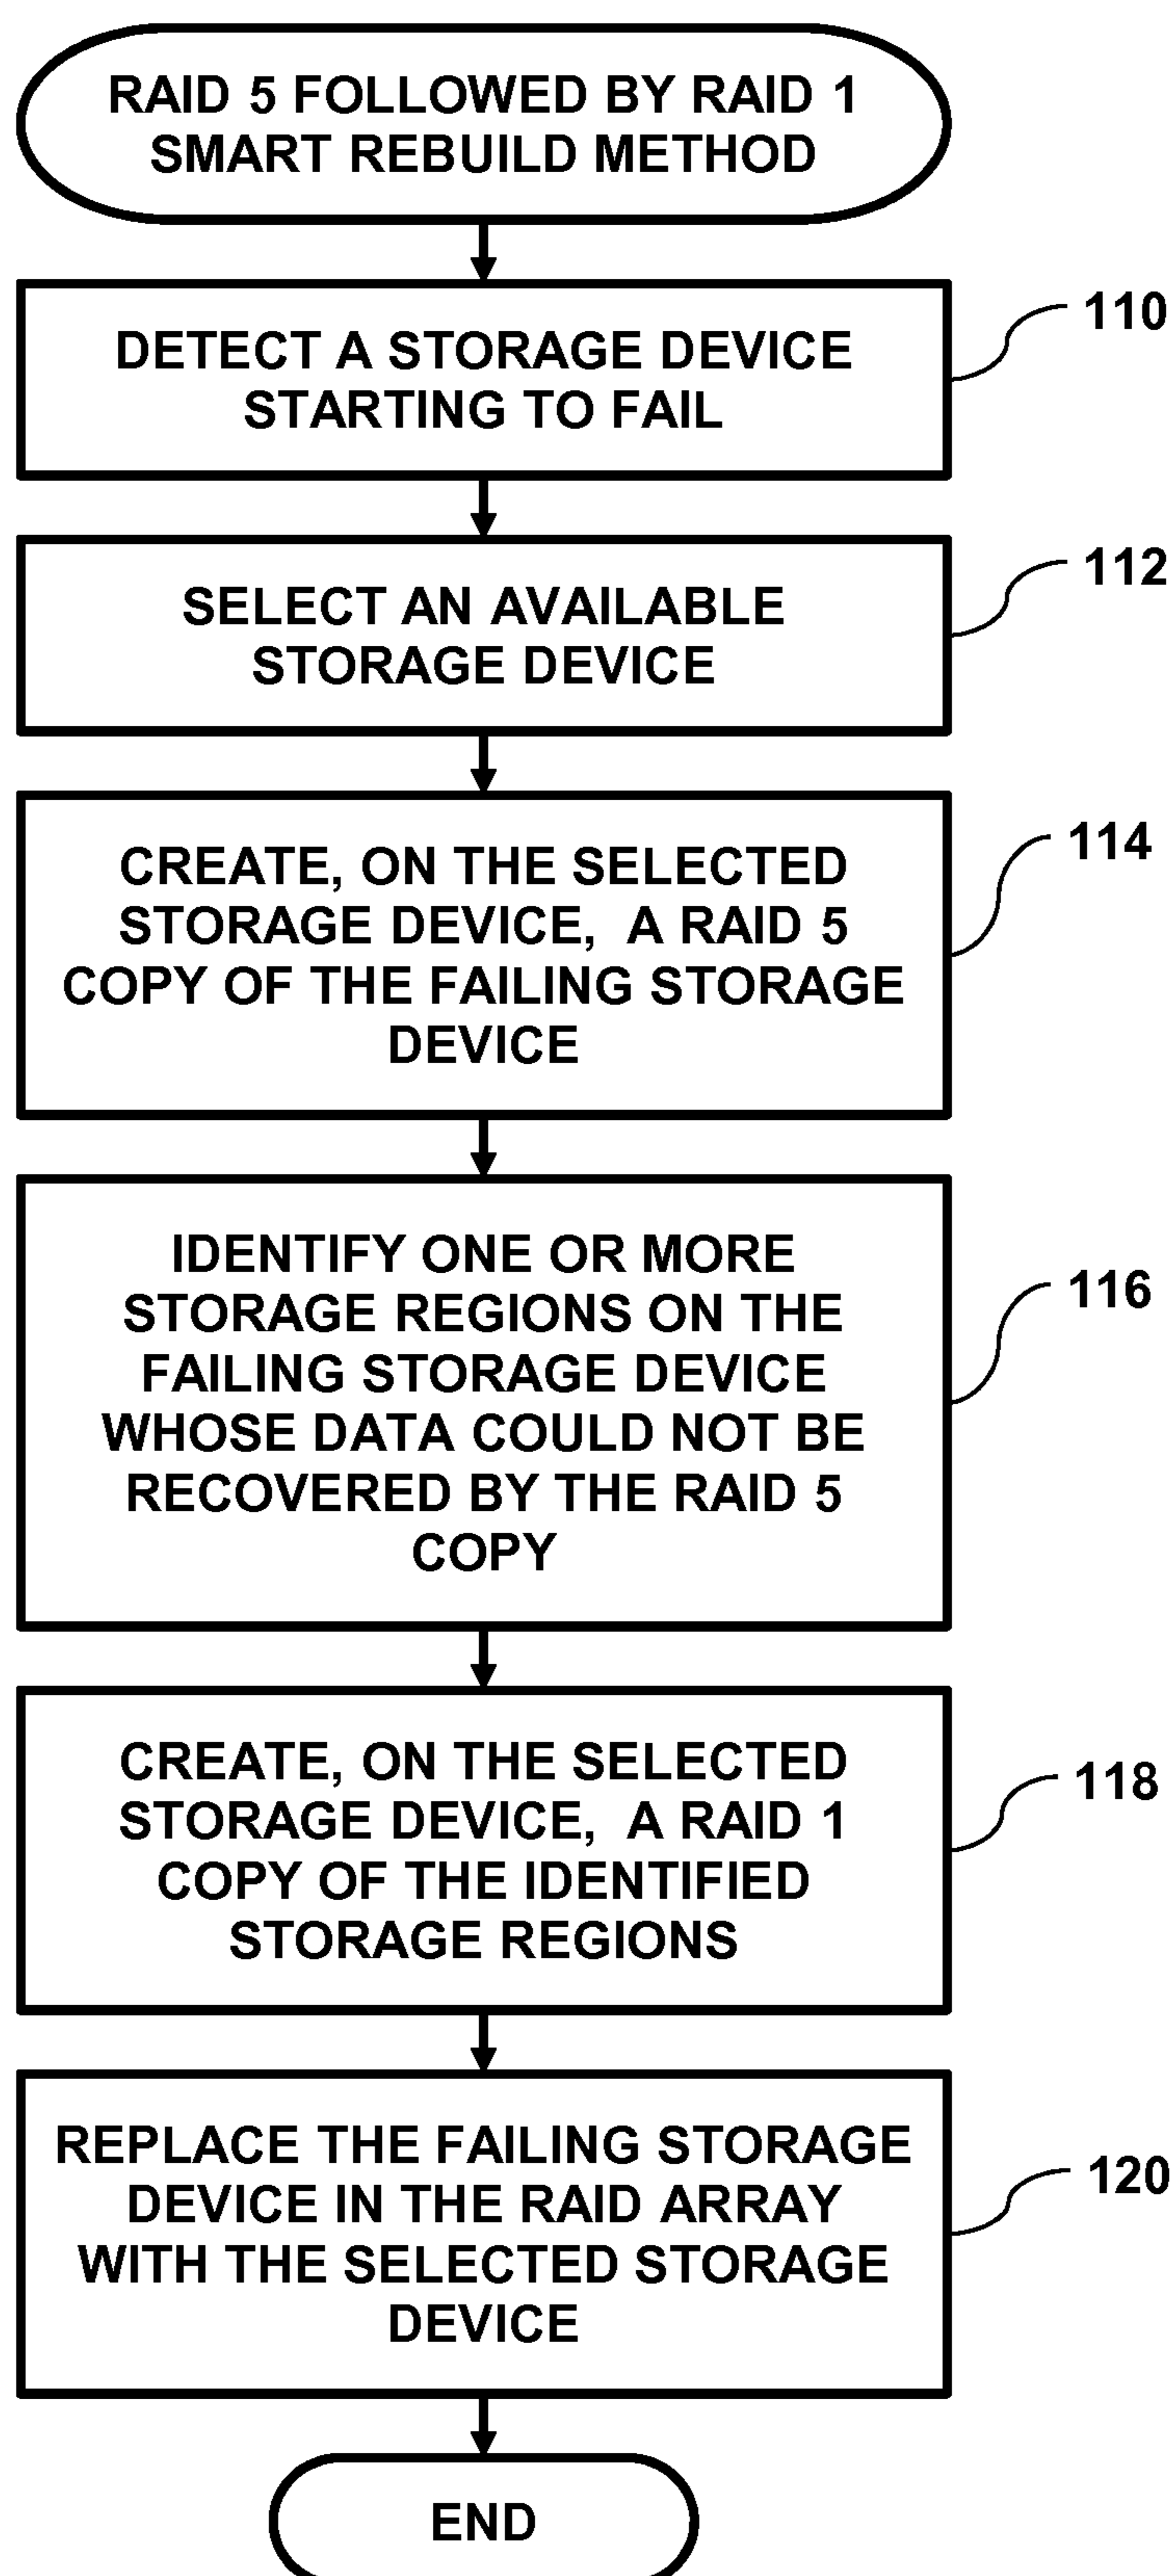 RAID 5 FOLLOWED BY RAID 1
SMART REBUILD METHOD
DETECT A STORAGE DEVICE
STARTING TO FAIL
110
SELECT AN AVAILABLE
STORAGE DEVICE
112
CREATE, ON THE SELECTED
STORAGE DEVICE, A RAID 5
COPY OF THE FAILING STORAGE
DEVICE
114
IDENTIFY ONE OR MORE
STORAGE REGIONS ON THE
FAILING STORAGE DEVICE
WHOSE DATA COULD NOT BE
RECOVERED BY THE RAID 5
COPY
116
CREATE, ON THE SELECTED
STORAGE DEVICE, A RAID 1
COPY OF THE IDENTIFIED
STORAGE REGIONS
118
REPLACE THE FAILING STORAGE
DEVICE IN THE RAID ARRAY
WITH THE SELECTED STORAGE
DEVICE
120
END